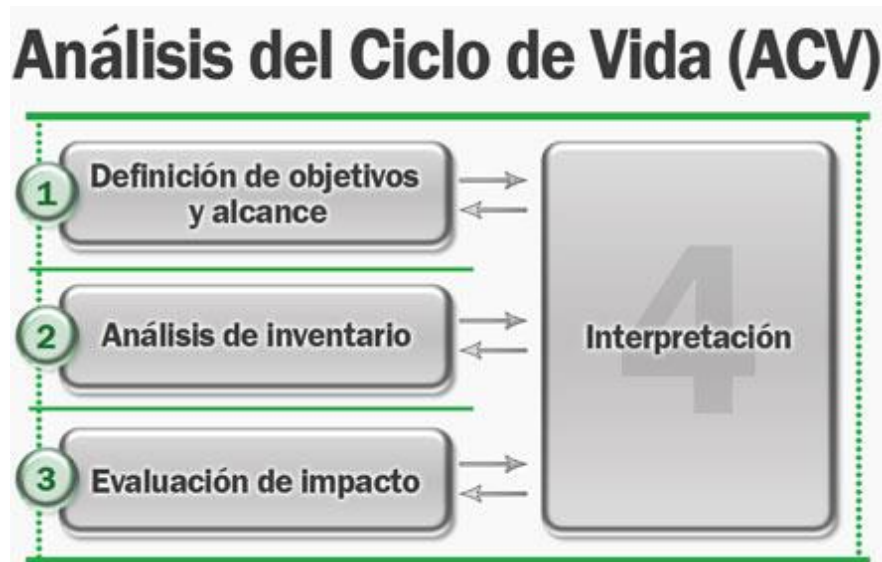 Análisis del Ciclo de Vida (ACV)
1
Definición de objetivos
y alcance
2
Análisis de inventario
3
Evaluación de impacto
4
Interpretación